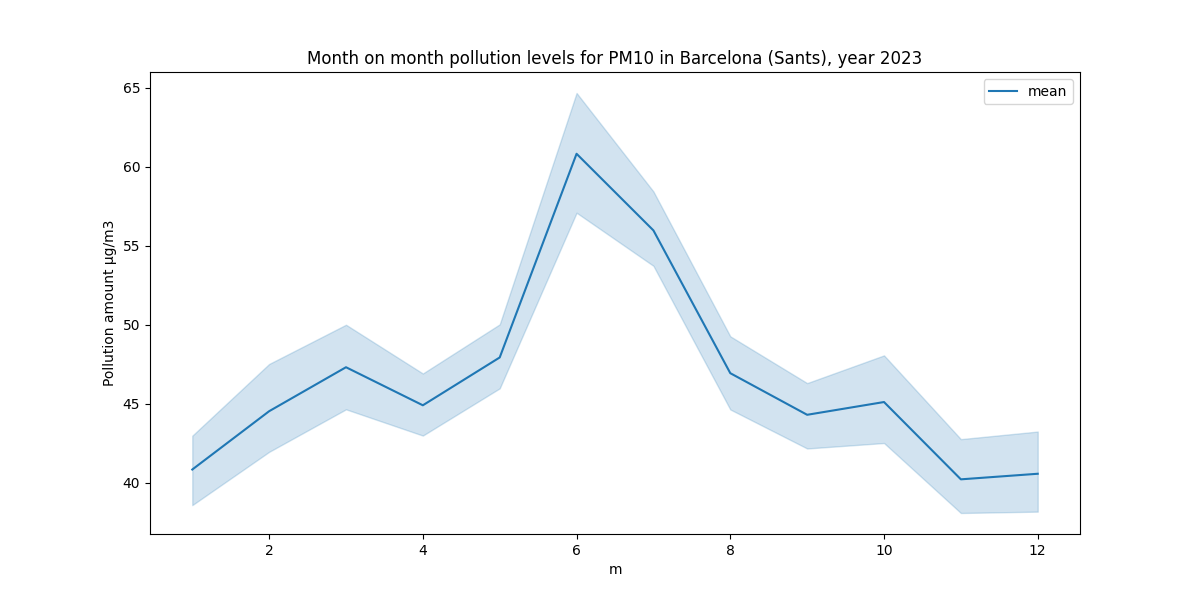 Month on month pollution levels for PM10 in Barcelona (Sants), year 2023
mean
Pollution amount µg/m3
65
60
55
50
45
40
2 4 6 8 10 12
m